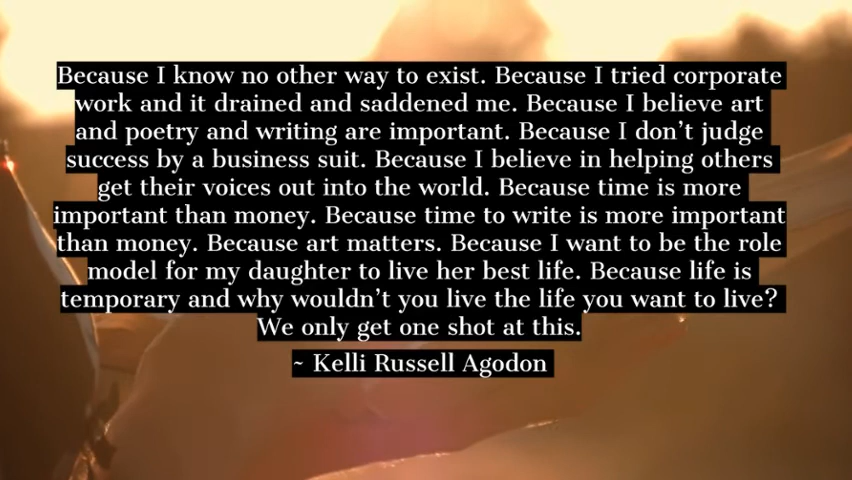 Because I know no other way to exist. Because I tried corporate
work and it drained and saddened me. Because I believe art
and poetry and writing are important. Because I don’t judge
success by a business suit. Because I believe in helping others
get their voices out into the world. Because time is more
important than money. Because time to write is more important
than money. Because art matters. Because I want to be the role
model for my daughter to live her best life. Because life is
temporary and why wouldn’t you live the life you want to live?
We only get one shot at this.
~ Kelli Russell Agodon